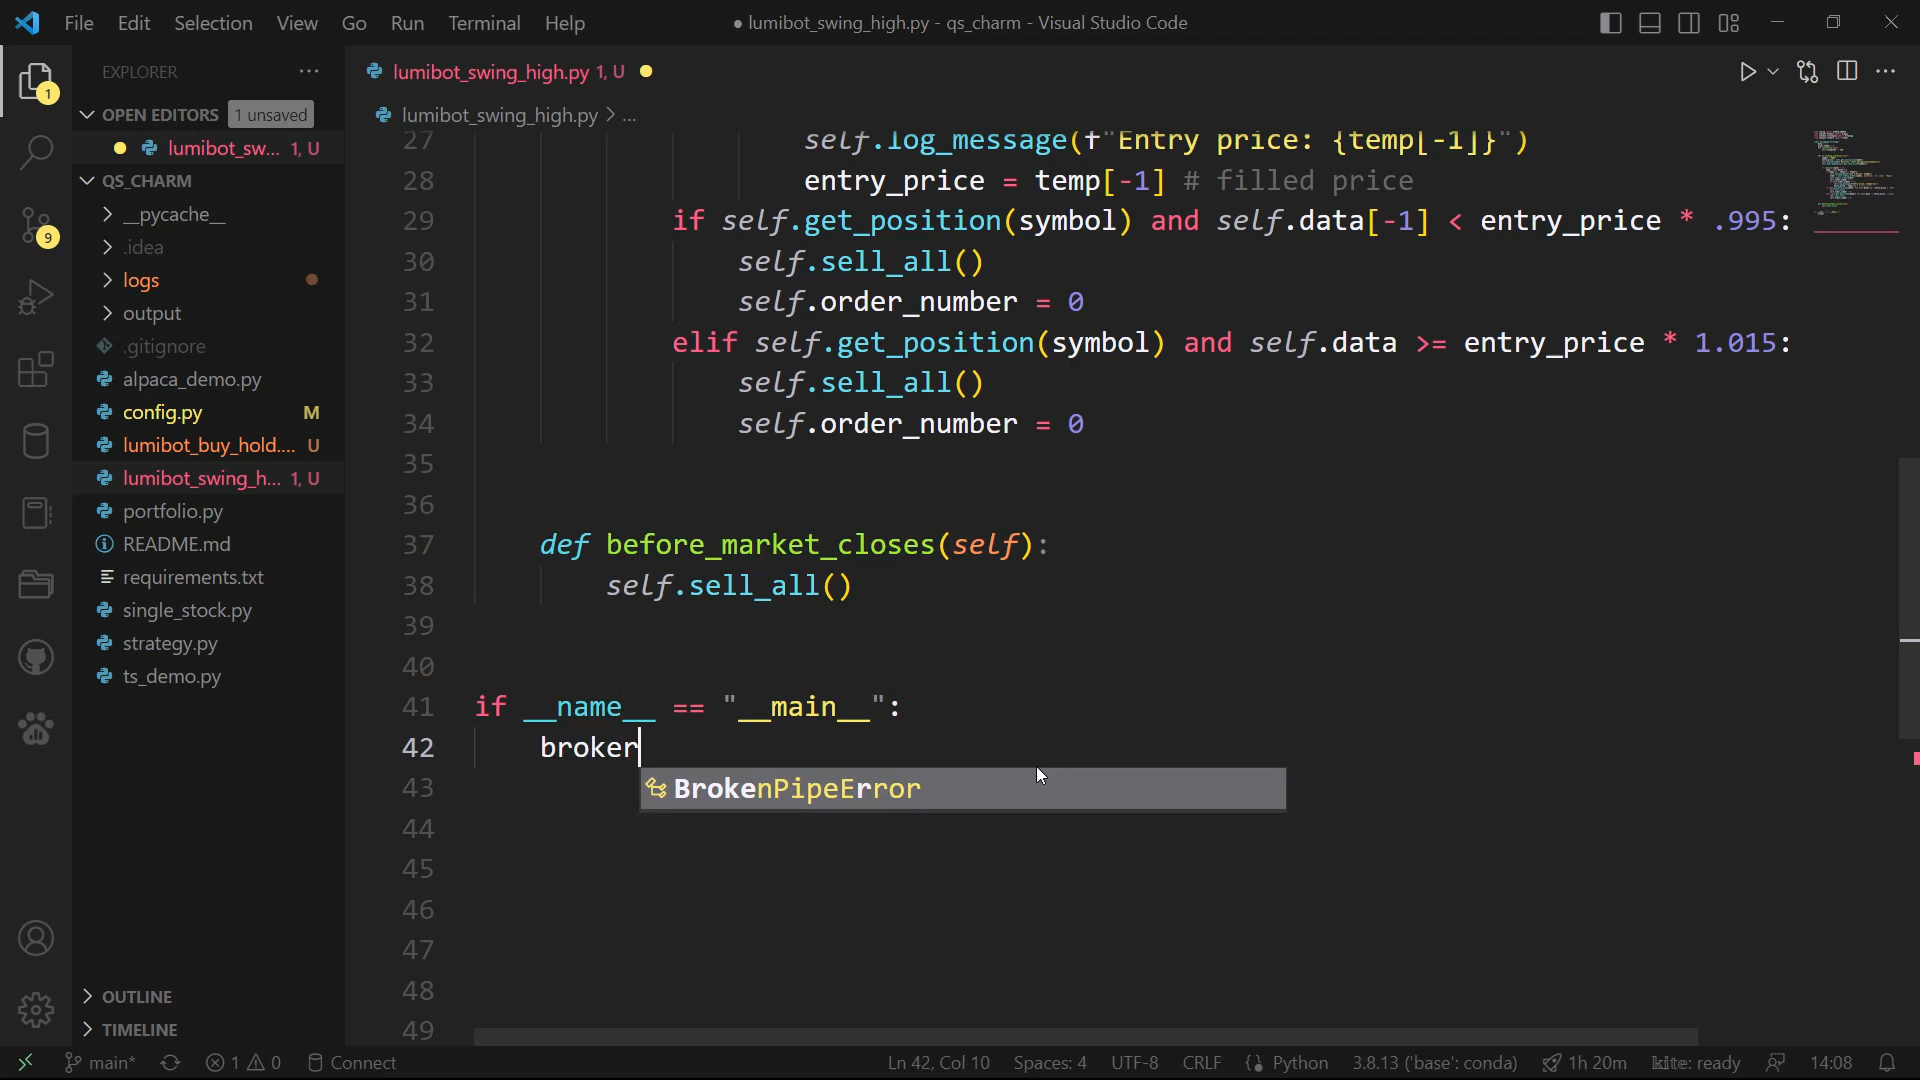 File Edit Selection View Go Run Terminal Help
● lumibot_swing_high.py - qs_charm - Visual Studio Code
EXPLORER
OPEN EDITORS 1 unsaved
lumibot_sw... 1, U
QS_CHARM
__pycache__
.idea
logs
output
.gitignore
alpaca_demo.py
config.py M
lumibot_buy_hold.... U
lumibot_swing_h... 1, U
portfolio.py
README.md
requirements.txt
single_stock.py
strategy.py
ts_demo.py
OUTLINE
TIMELINE
1
9
lumibot_swing_high.py 1, U
lumibot_swing_high.py > ...
27 self.log_message(f"Entry price: {temp[-1]}")
28 entry_price = temp[-1] # filled price
29 if self.get_position(symbol) and self.data[-1] < entry_price * .995:
30 self.sell_all()
31 self.order_number = 0
32 elif self.get_position(symbol) and self.data >= entry_price * 1.015:
33 self.sell_all()
34 self.order_number = 0
35
36
37 def before_market_closes(self):
38 self.sell_all()
39
40
41 if __name__ == "__main__":
42 broker
43 BrokenPipeError
44
45
46
47
48
49
main* 1 0 Connect Ln 42, Col 10 Spaces: 4 UTF-8 CRLF Python 3.8.13 ('base': conda) 1h 20m kite: ready 14:08